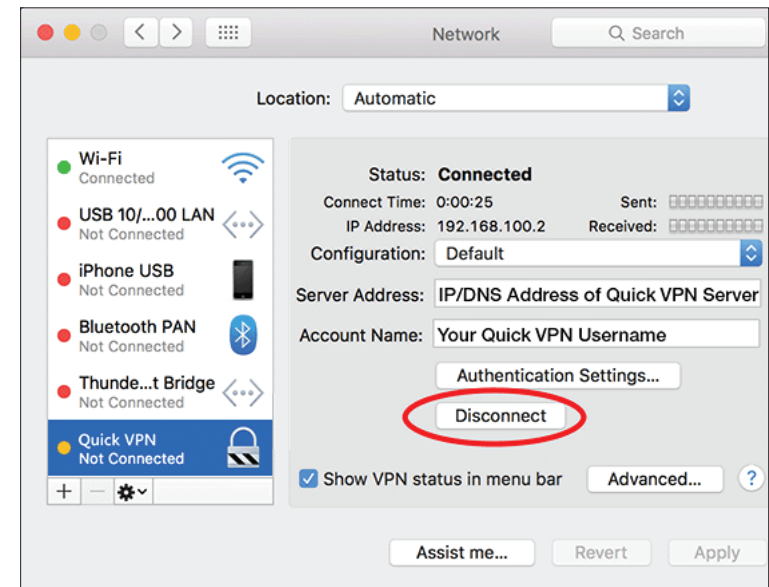 Network
Search
Location: Automatic
Wi-Fi
Connected
USB 10/...00 LAN
Not Connected
iPhone USB
Not Connected
Bluetooth PAN
Not Connected
Thunde...t Bridge
Not Connected
Quick VPN
Not Connected
Status: Connected
Connect Time: 0:00:25 Sent:
IP Address: 192.168.100.2 Received:
Configuration: Default
Server Address: IP/DNS Address of Quick VPN Server
Account Name: Your Quick VPN Username
Authentication Settings...
Disconnect
Show VPN status in menu bar Advanced... ?
Assist me... Revert Apply